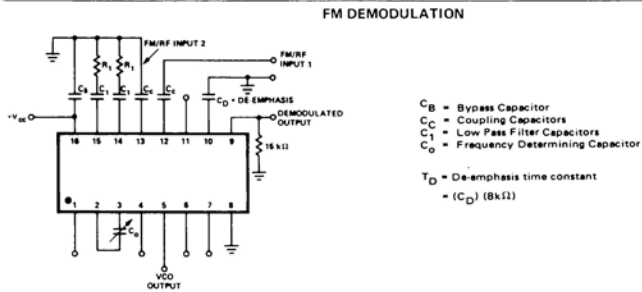 FM DEMODULATION
FM/RF INPUT 2
FM/RF
INPUT 1
R1
R1
CB
C1
C1
CC
CC
CD - DE-EMPHASIS
-VCC
DEMODULATED
OUTPUT
15 kΩ
16 15 14 13 12 11 10 9
1 2 3 4 5 6 7 8
Co
VCO
OUTPUT
CB = Bypass Capacitor
CC = Coupling Capacitors
C1 = Low Pass Filter Capacitors
Co = Frequency Determining Capacitor
TD = De-emphasis time constant
= (CD) (8kΩ)